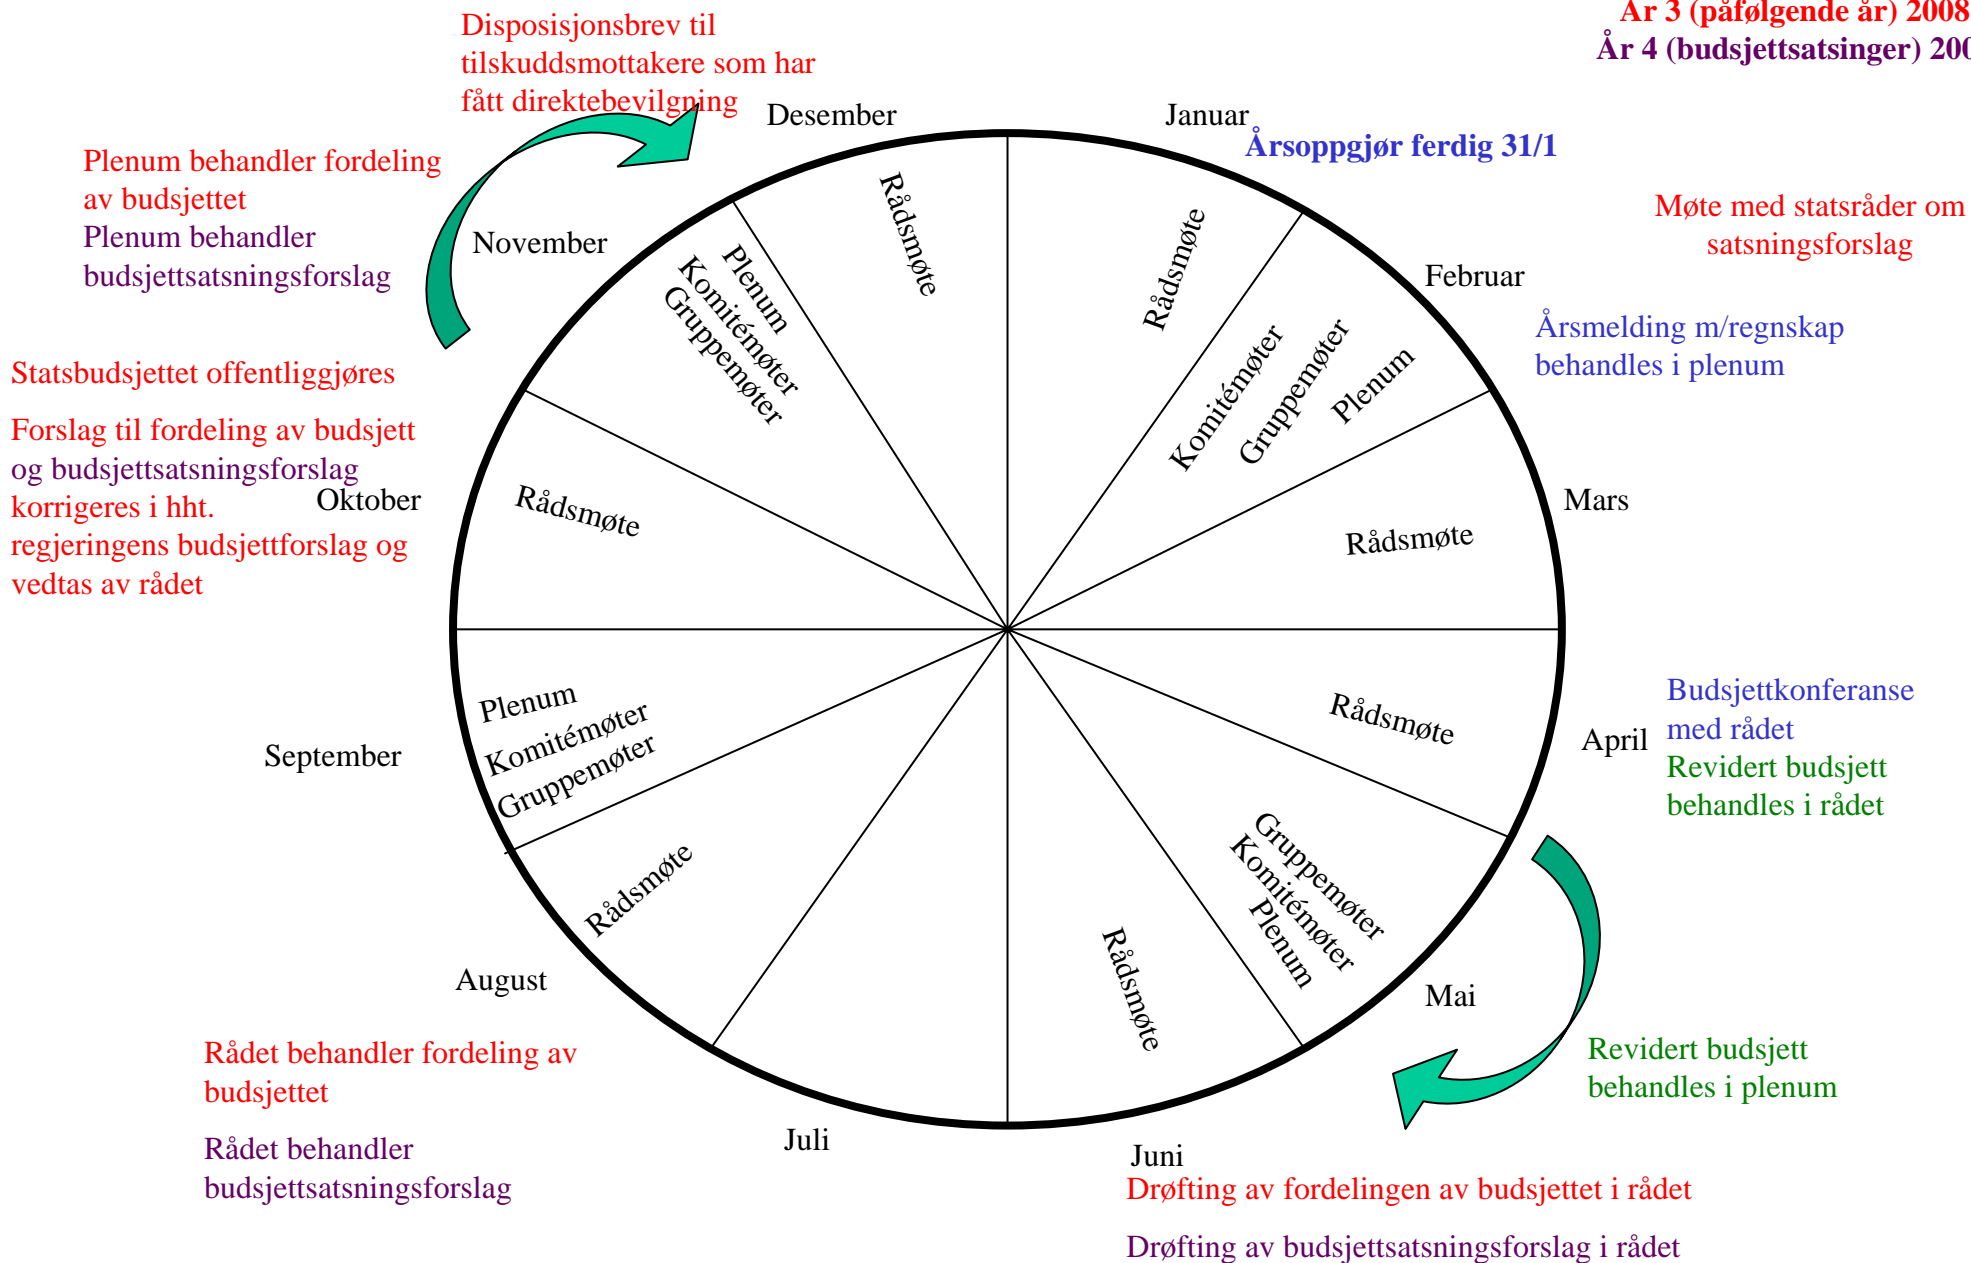 År 3 (påfølgende år) 2008
År 4 (budsjettsatsinger) 200
Disposisjonsbrev til
tilskuddsmottakere som har
fått direktebevilgning
Desember
Januar
Årsoppgjør ferdig 31/1
Plenum behandler fordeling
av budsjettet
Plenum behandler
budsjettsatsningsforslag
November
Møte med statsråder om
satsningsforslag
Februar
Årsmelding m/regnskap
behandles i plenum
Rådsmøte
Rådsmøte
Plenum
Komitémøter
Gruppemøter
Komitémøter
Gruppemøter
Plenum
Statsbudsjettet offentliggjøres
Forslag til fordeling av budsjett
og budsjettsatsningsforslag
korrigeres i hht.
regjeringens budsjettforslag og
vedtas av rådet
Oktober
Rådsmøte
Rådsmøte
Mars
Plenum
Komitémøter
Gruppemøter
September
Rådsmøte
April
Budsjettkonferanse
med rådet
Revidert budsjett
behandles i rådet
Rådsmøte
August
Gruppemøter
Komitémøter
Plenum
Mai
Rådsmøte
Revidert budsjett
behandles i plenum
Rådet behandler fordeling av
budsjettet
Rådet behandler
budsjettsatsningsforslag
Juli
Juni
Drøfting av fordelingen av budsjettet i rådet
Drøfting av budsjettsatsningsforslag i rådet